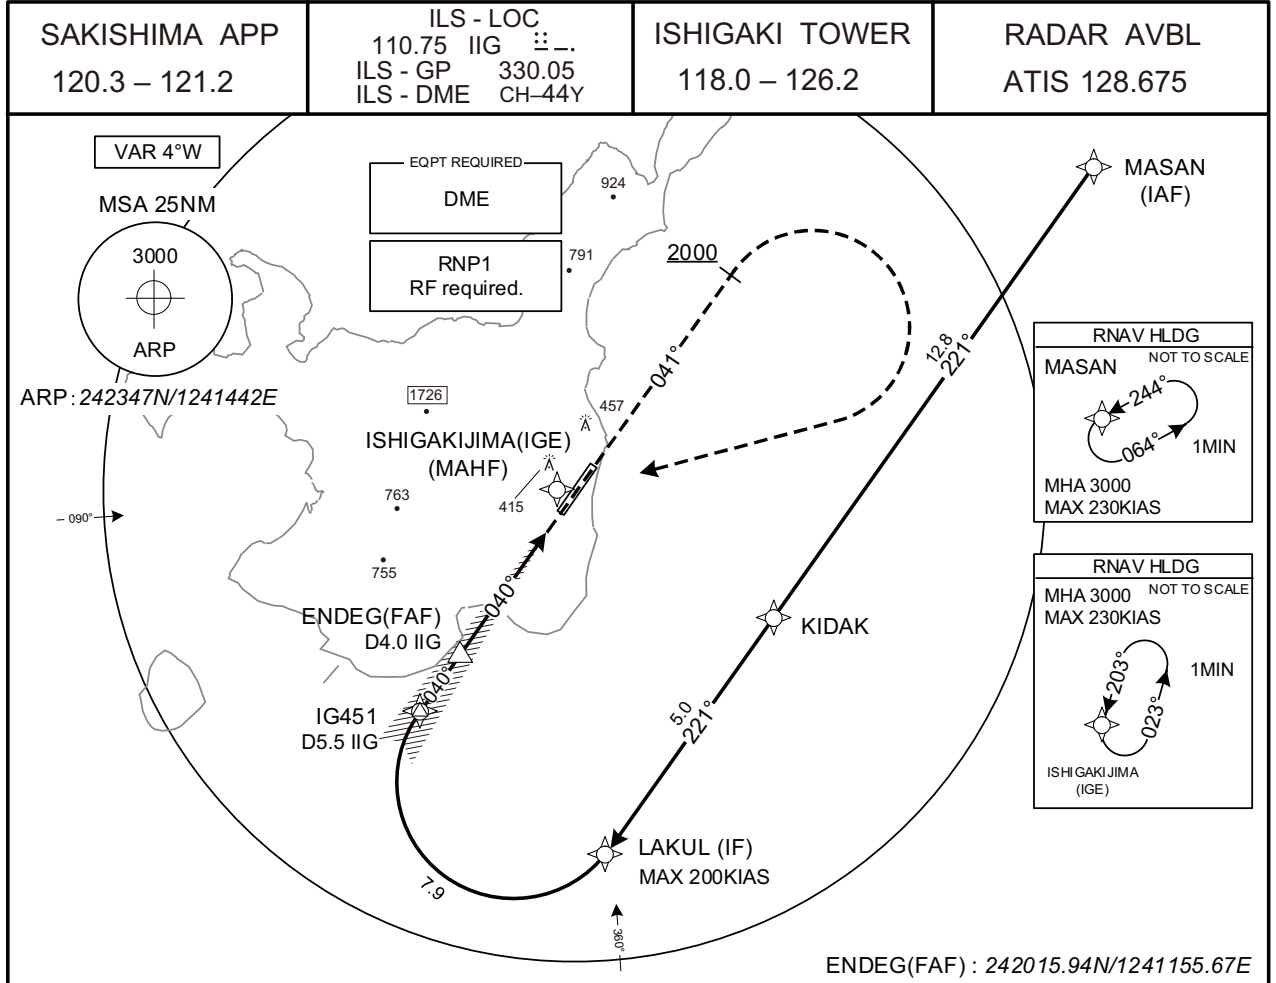 SAKISHIMA APP
120.3 – 121.2
ILS - LOC
110.75 IIG
ILS - GP 330.05
ILS - DME CH–44Y
ISHIGAKI TOWER
118.0 – 126.2
RADAR AVBL
ATIS 128.675
VAR 4°W
MSA 25NM
3000
ARP
ARP : 242347N/1241442E
EQPT REQUIRED
DME
RNP1
RF required.
924
791
2000
MASAN
(IAF)
12.8
221°
041°
1726
457
ISHIGAKIJIMA(IGE)
(MAHF)
415
763
755
090°
040°
ENDEG(FAF)
D4.0 IIG
040°
IG451
D5.5 IIG
7.9
KIDAK
5.0
221°
LAKUL (IF)
MAX 200KIAS
360°
RNAV HLDG
NOT TO SCALE
MASAN
244°
064°
1MIN
MHA 3000
MAX 230KIAS
RNAV HLDG
NOT TO SCALE
MHA 3000
MAX 230KIAS
203°
023°
1MIN
ISHIGAKIJIMA
(IGE)
ENDEG(FAF) : 242015.94N/1241155.67E